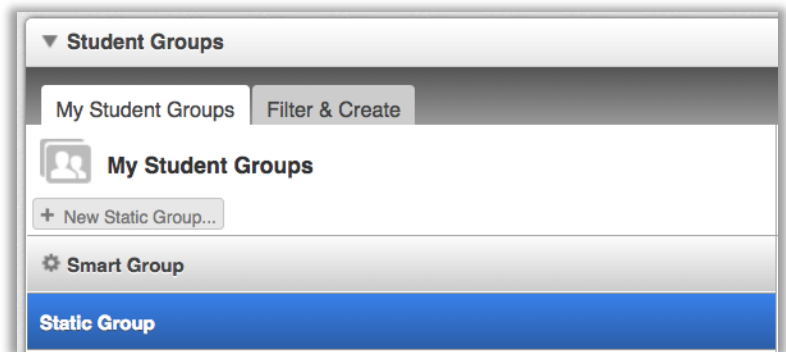 Student Groups
My Student Groups Filter & Create
My Student Groups
+ New Static Group...
Smart Group
Static Group